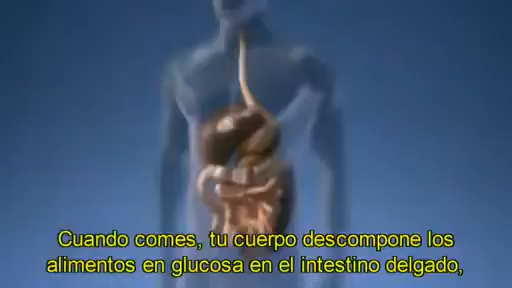 Cuando comes, tu cuerpo descompone los
alimentos en glucosa en el intestino delgado,